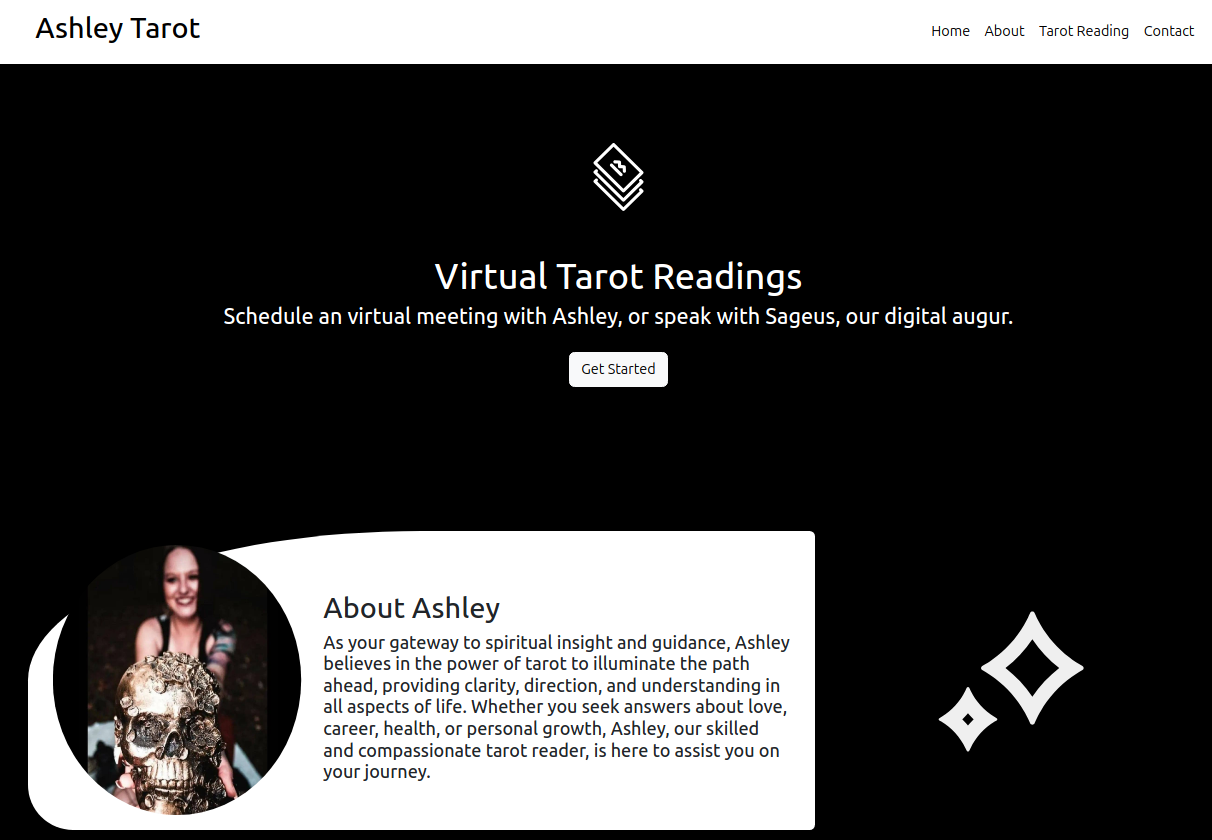 Ashley Tarot
Home About Tarot Reading Contact
Virtual Tarot Readings
Schedule an virtual meeting with Ashley, or speak with Sageus, our digital augur.
Get Started
About Ashley
As your gateway to spiritual insight and guidance, Ashley
believes in the power of tarot to illuminate the path
ahead, providing clarity, direction, and understanding in
all aspects of life. Whether you seek answers about love,
career, health, or personal growth, Ashley, our skilled
and compassionate tarot reader, is here to assist you on
your journey.